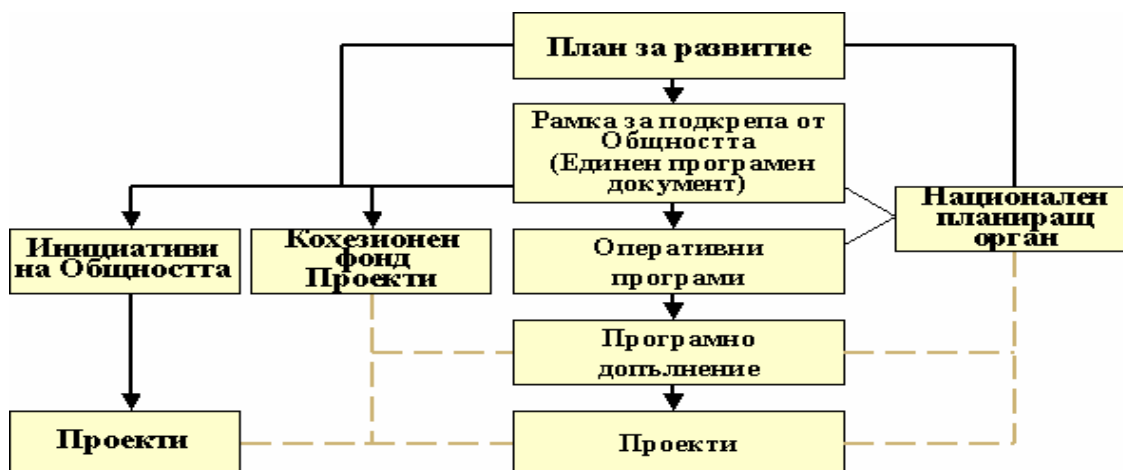 План за развитие
Рамка за подкрепа от
Общността
(Единен програмен
документ)
Национален
планиращ
орган
Инициативи
на Общността
Кохезионен
фонд
Проекти
Оперативни
програми
Програмно
допълнение
Проекти
Проекти